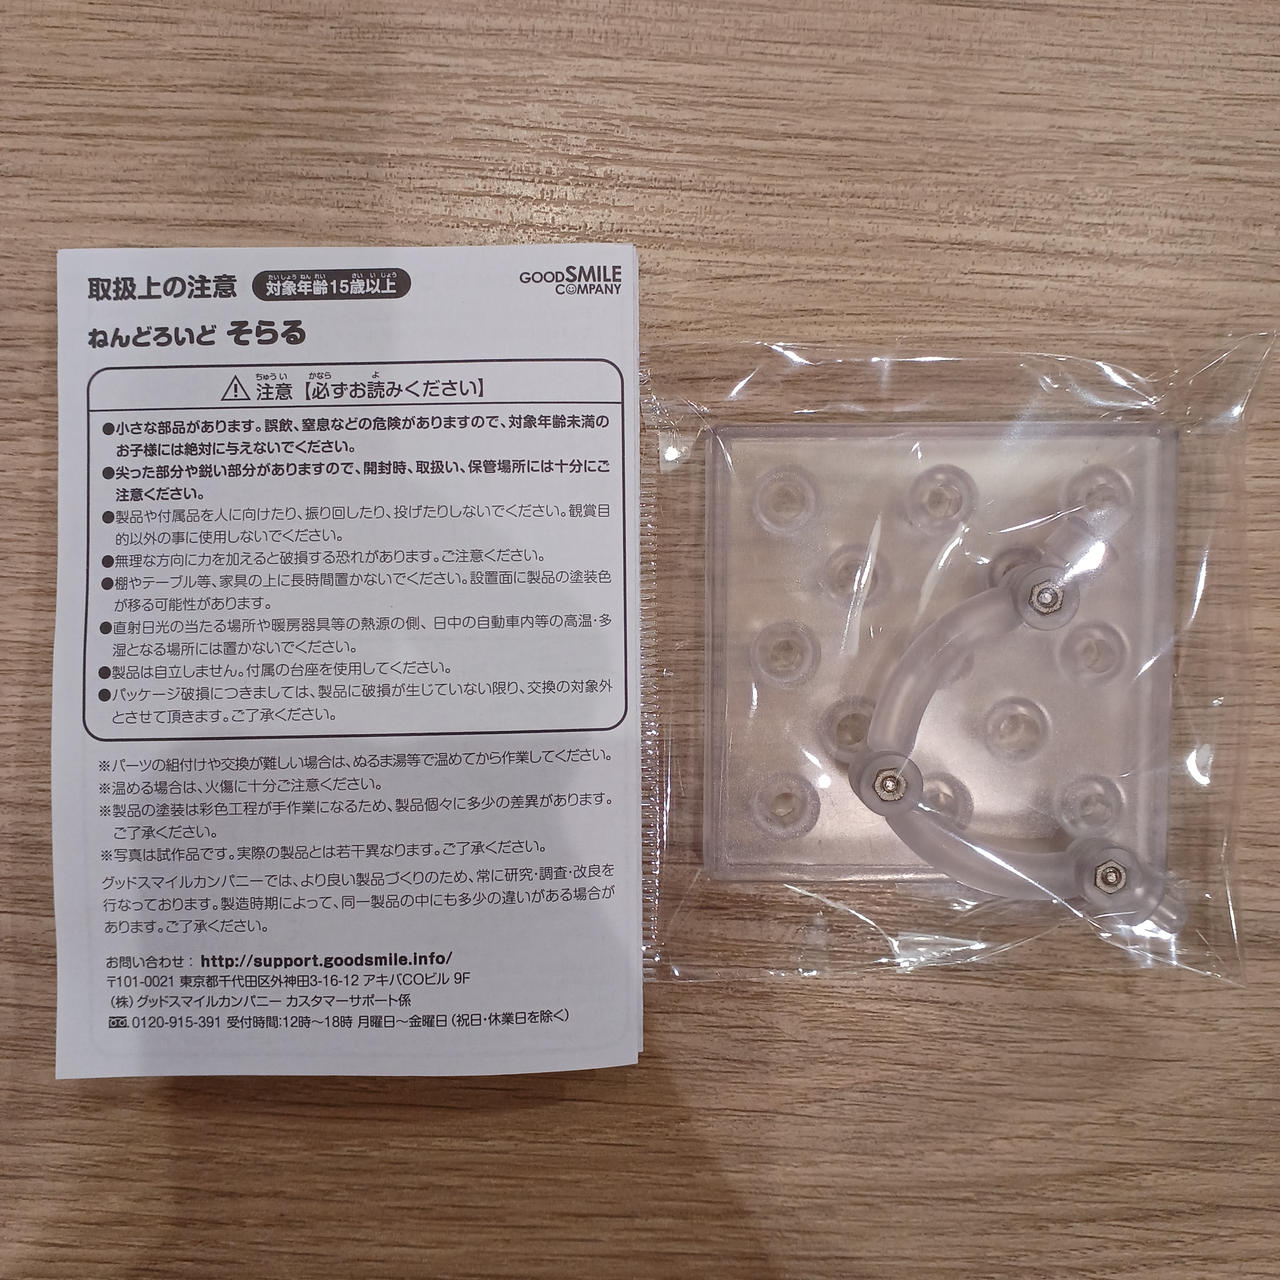 取扱上の注意 対象年齢15歳以上
たいしょうねんれい さいいじょう
GOODSMILE
COMPANY
ねんどろいど そらる
ちゅうい かなら よ
注意【必ずお読みください】
●小さな部品があります。誤飲、窒息などの危険がありますので、対象年齢未満の
お子様には絶対に与えないでください。
●尖った部分や鋭い部分がありますので、開封時、取扱い、保管場所には十分にご
注意ください。
●製品や付属品を人に向けたり、振り回したり、投げたりしないでください。観賞目
的以外の事に使用しないでください。
●無理な方向に力を加えると破損する恐れがあります。ご注意ください。
●棚やテーブル等、家具の上に長時間置かないでください。設置面に製品の塗装色
が移る可能性があります。
●直射日光の当たる場所や暖房器具等の熱源の側、日中の自動車内等の高温・多
湿となる場所には置かないでください。
●製品は自立しません。付属の台座を使用してください。
●パッケージ破損につきましては、製品に破損が生じていない限り、交換の対象外
とさせて頂きます。ご了承ください。
※パーツの組付けや交換が難しい場合は、ぬるま湯等で温めてから作業してください。
※温める場合は、火傷に十分ご注意ください。
※製品の塗装は彩色工程が手作業になるため、製品個々に多少の差異があります。
ご了承ください。
※写真は試作品です。実際の製品とは若干異なります。ご了承ください。
グッドスマイルカンパニーでは、より良い製品づくりのため、常に研究・調査・改良を
行なっております。製造時期によって、同一製品の中にも多少の違いがある場合が
あります。ご了承ください。
お問い合わせ： http://support.goodsmile.info/
〒101-0021 東京都千代田区外神田3-16-12 アキバCOビル 9F
（株）グッドスマイルカンパニー カスタマーサポート係
0120-915-391 受付時間:12時～18時 月曜日～金曜日（祝日・休業日を除く）